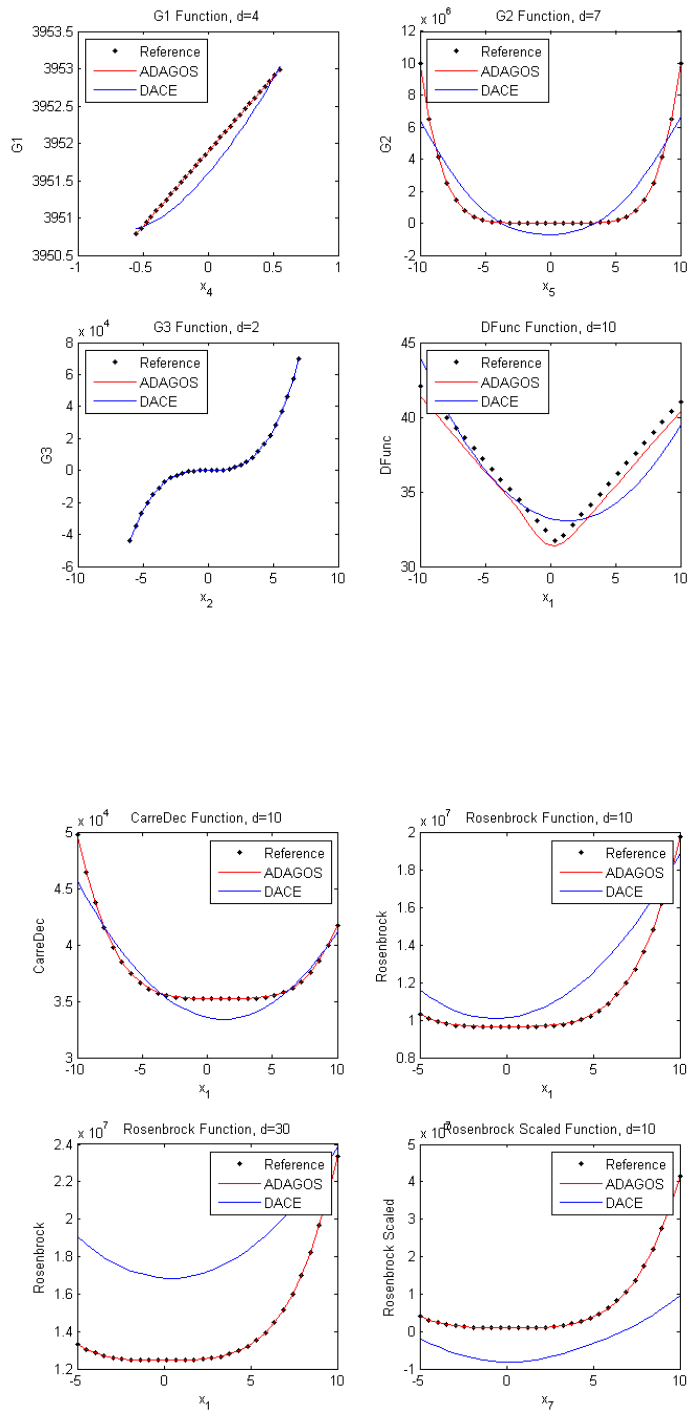 G1 Function, d=4
3953.5
3953
3952.5
3952
3951.5
3951
3950.5
G1
Reference
ADAGOS
DACE
-1
-0.5
0
0.5
1
x4
G2 Function, d=7
x 10^6
12
10
8
6
4
2
0
-2
G2
Reference
ADAGOS
DACE
-10
-5
0
5
10
x5
G3 Function, d=2
x 10^4
8
6
4
2
0
-2
-4
-6
G3
Reference
ADAGOS
DACE
-10
-5
0
5
10
x2
DFunc Function, d=10
45
40
35
30
DFunc
Reference
ADAGOS
DACE
-10
-5
0
5
10
x1
CarreDec Function, d=10
x 10^4
5
4
4
3
3
CarreDec
Reference
ADAGOS
DACE
-10
-5
0
5
10
x1
Rosenbrock Function, d=10
x 10^7
2
1.8
1.6
1.4
1.2
1
0.8
Rosenbrock
Reference
ADAGOS
DACE
-5
0
5
10
x1
Rosenbrock Function, d=30
x 10^7
2.4
2.2
2
1.8
1.6
1.4
1.2
Rosenbrock
Reference
ADAGOS
DACE
-5
0
5
10
x1
Rosenbrock Scaled Function, d=10
x 10
5
4
3
2
1
0
-1
Rosenbrock Scaled
Reference
ADAGOS
DACE
-10
-5
0
5
10
x7